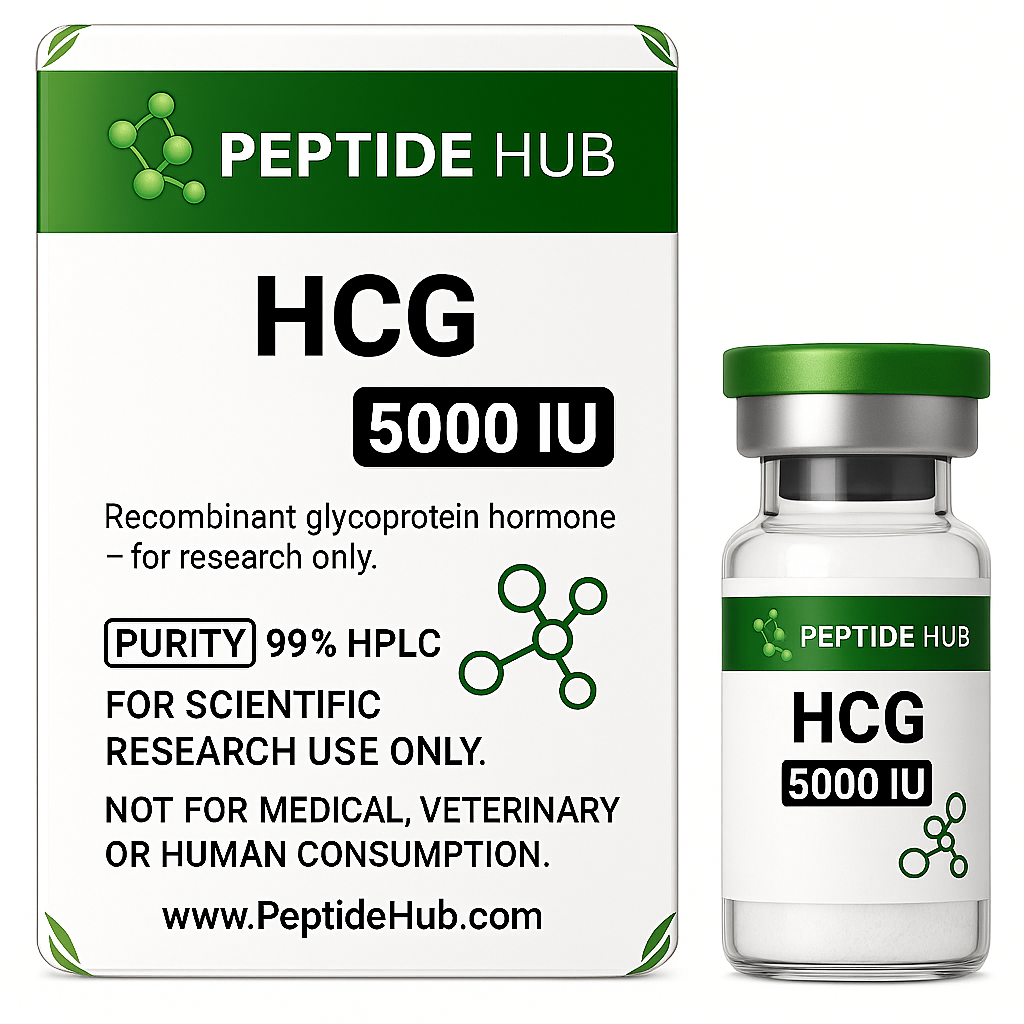 PEPTIDE HUB
HCG
5000 IU
Recombinant glycoprotein hormone
– for research only.
PURITY 99% HPLC
FOR SCIENTIFIC
RESEARCH USE ONLY.
NOT FOR MEDICAL, VETERINARY
OR HUMAN CONSUMPTION.
www.PeptideHub.com
PEPTIDE HUB
HCG
5000 IU